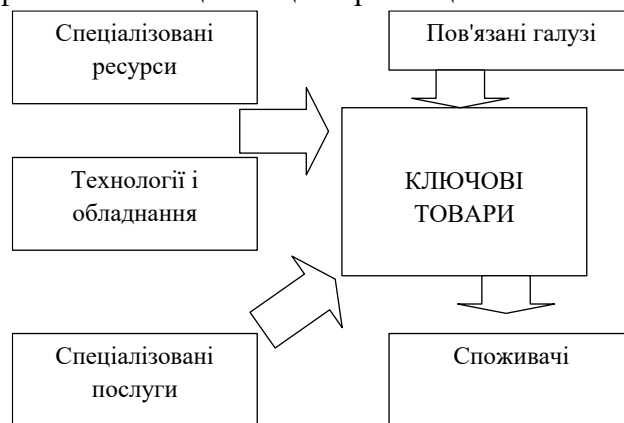 Спеціалізовані
ресурси
Пов'язані галузі
Технології і
обладнання
КЛЮЧОВІ
ТОВАРИ
Спеціалізовані
послуги
Споживачі